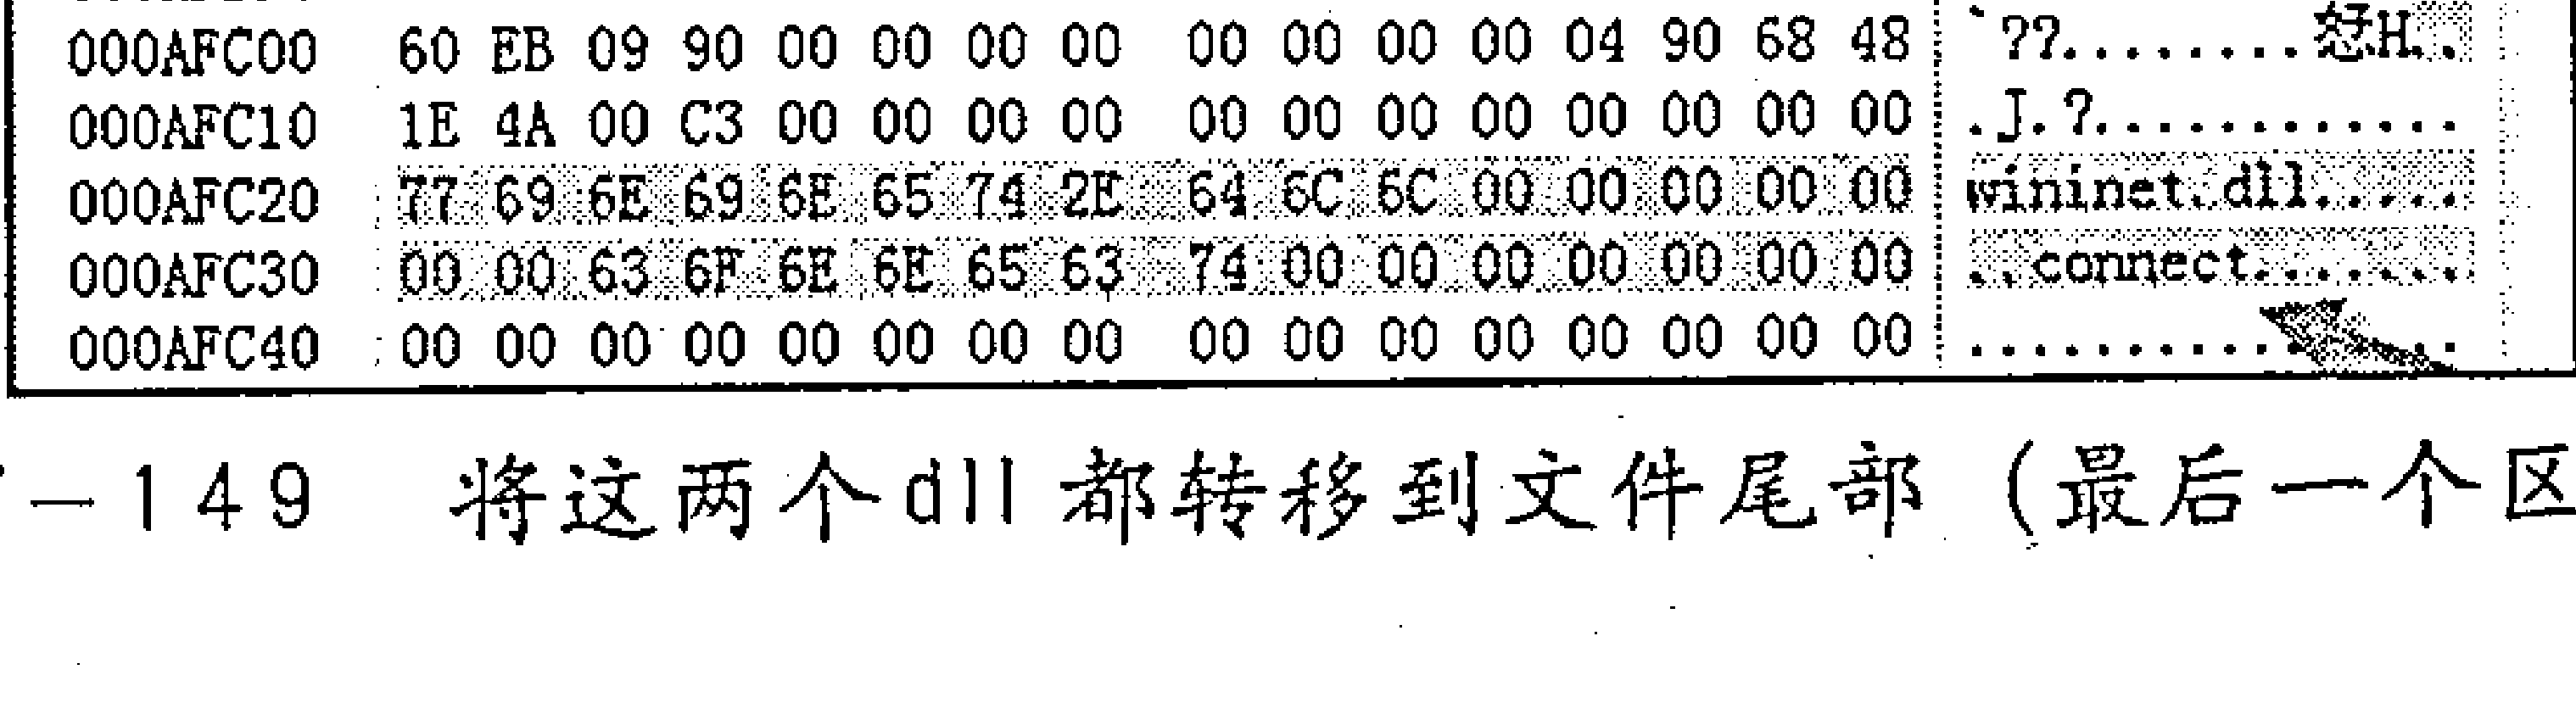 000AFC00 60 EB 09 90 00 00 00 00 00 00 00 00 04 90 68 48 `??........恏H..
000AFC10 1E 4A 00 C3 00 00 00 00 00 00 00 00 00 00 00 00 .J.?............
000AFC20 77 69 6E 69 6E 65 74 2E 64 6C 6C 00 00 00 00 00 wininet.dll.....
000AFC30 00 00 63 6F 6E 6E 65 63 74 00 00 00 00 00 00 00 ..connect.......
000AFC40 00 00 00 00 00 00 00 00 00 00 00 00 00 00 00 00 ................
-149 将这两个dll都转移到文件尾部(最后一个区